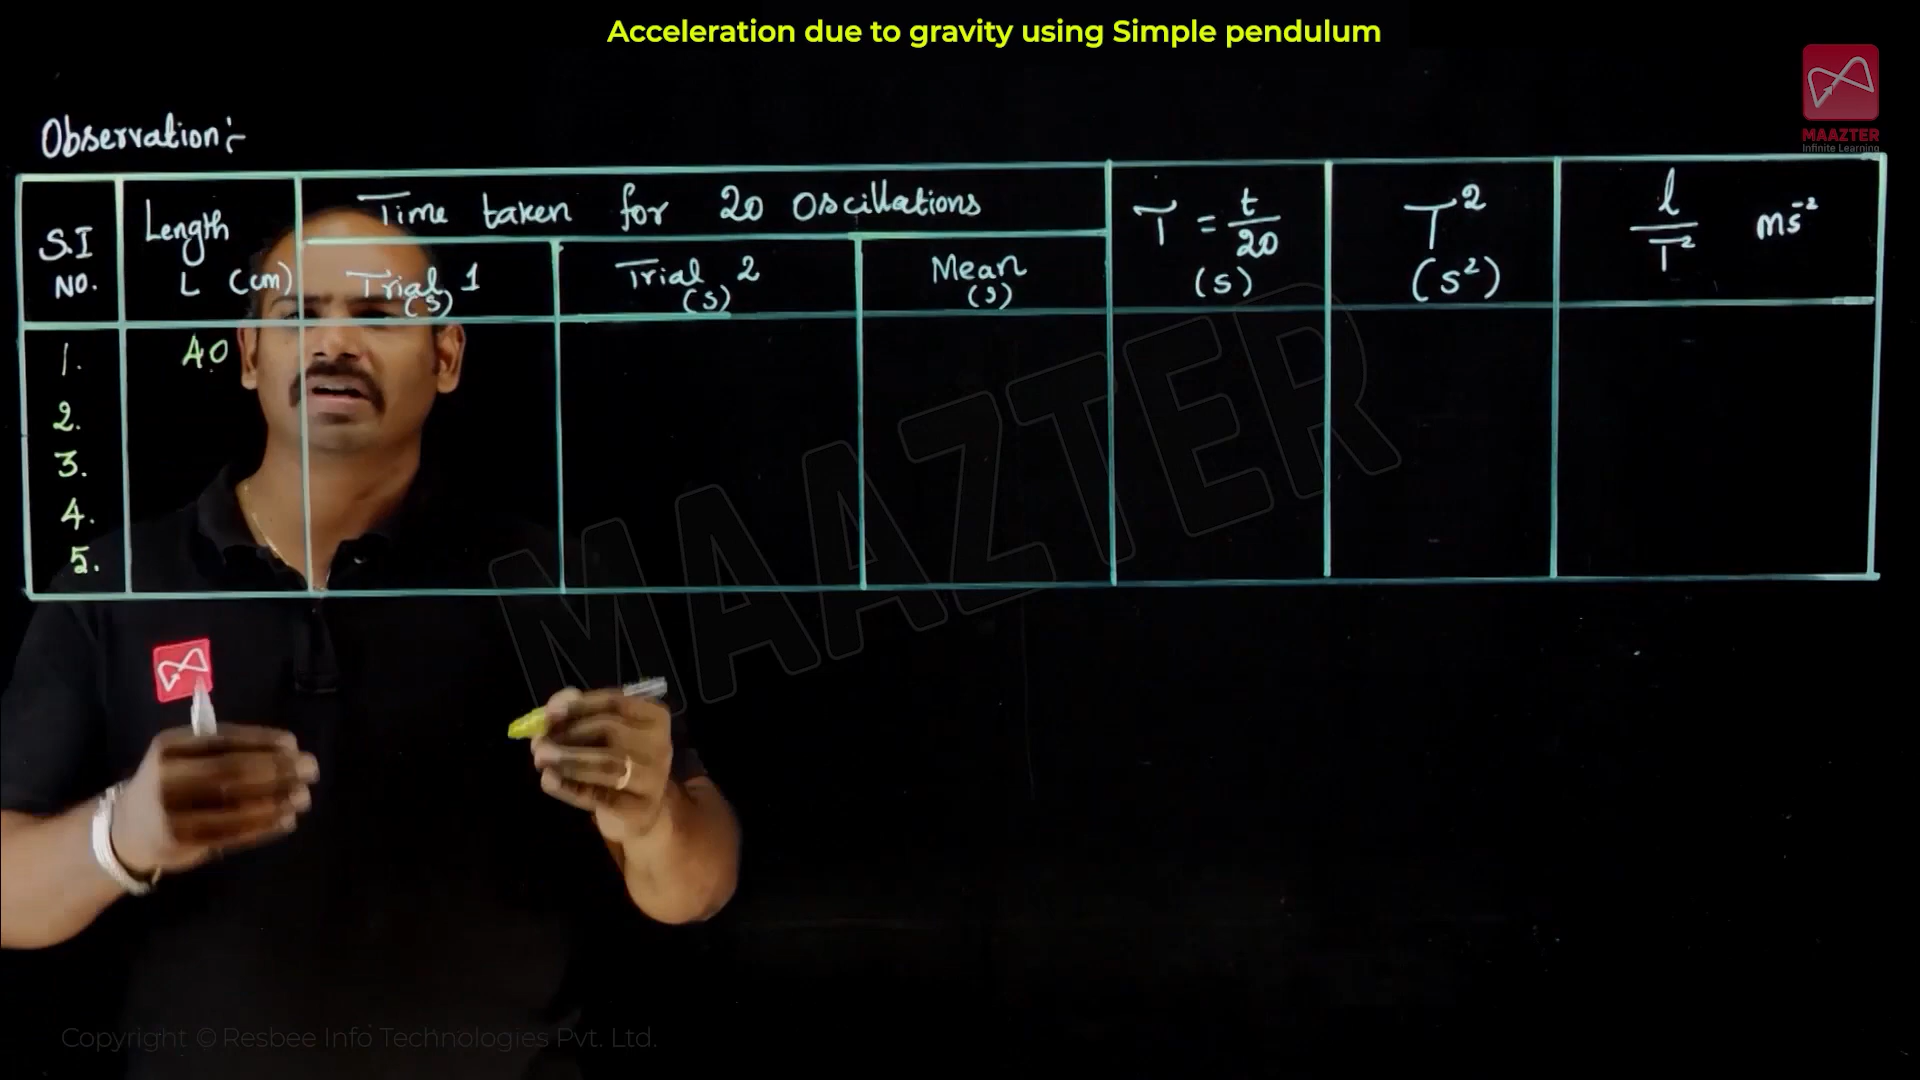 Acceleration due to gravity using Simple pendulum
MAAZTER
Infinite Learning
Observation:-
S.I NO.
Length L (cm)
Time taken for 20 Oscillations
Trial 1 (s)
Trial 2 (s)
Mean (s)
T = t/20 (s)
T² (s²)
l/T² ms⁻²
1. 40
2.
3.
4.
5.
MAAZTER
Copyright © Resbee Info Technologies Pvt. Ltd.